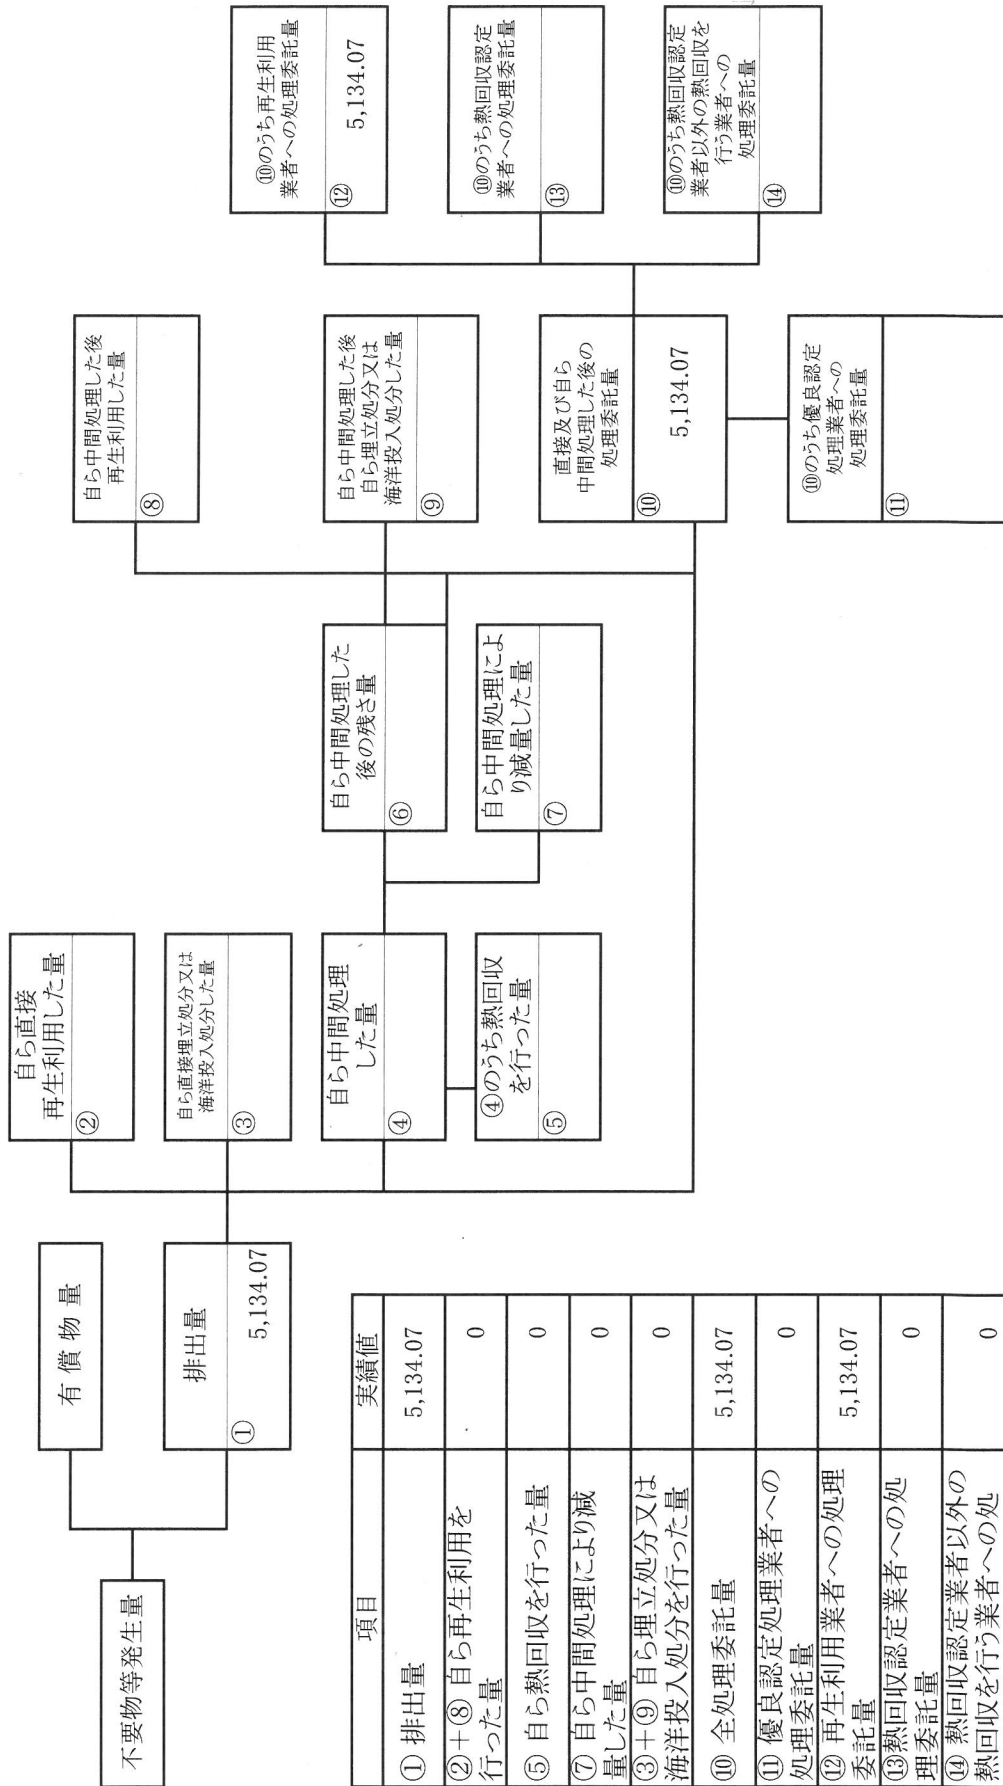 不要物等発生量
有 償 物 量
排出量
① 5,134.07
自ら直接
再生利用した量
②
自ら直接埋立処分又は
海洋投入処分した量
③
自ら中間処理
した量
④
④のうち熱回収
を行った量
⑤
自ら中間処理した
後の残さ量
⑥
自ら中間処理によ
り減量した量
⑦
自ら中間処理した後
再生利用した量
⑧
自ら中間処理した後
自ら埋立処分又は
海洋投入処分した量
⑨
直接及び自ら
中間処理した後の
処理委託量
⑩ 5,134.07
⑩のうち優良認定
処理業者への
処理委託量
⑪
⑩のうち再生利用
業者への処理委託量
⑫ 5,134.07
⑩のうち熱回収認定
業者への処理委託量
⑬
⑩のうち熱回収認定
業者以外の熱回収を
行う業者への
処理委託量
⑭
項目 実績値
① 排出量 5,134.07
②＋⑧ 自ら再生利用を
行った量 0
⑤ 自ら熱回収を行った量 0
⑦ 自ら中間処理により減
量した量 0
③＋⑨ 自ら埋立処分又は
海洋投入処分を行った量 0
⑩ 全処理委託量 5,134.07
⑪ 優良認定処理業者への
処理委託量 0
⑫ 再生利用業者への処理
委託量 5,134.07
⑬熱回収認定業者への処
理委託量 0
⑭ 熱回収認定業者以外の
熱回収を行う業者への処 0